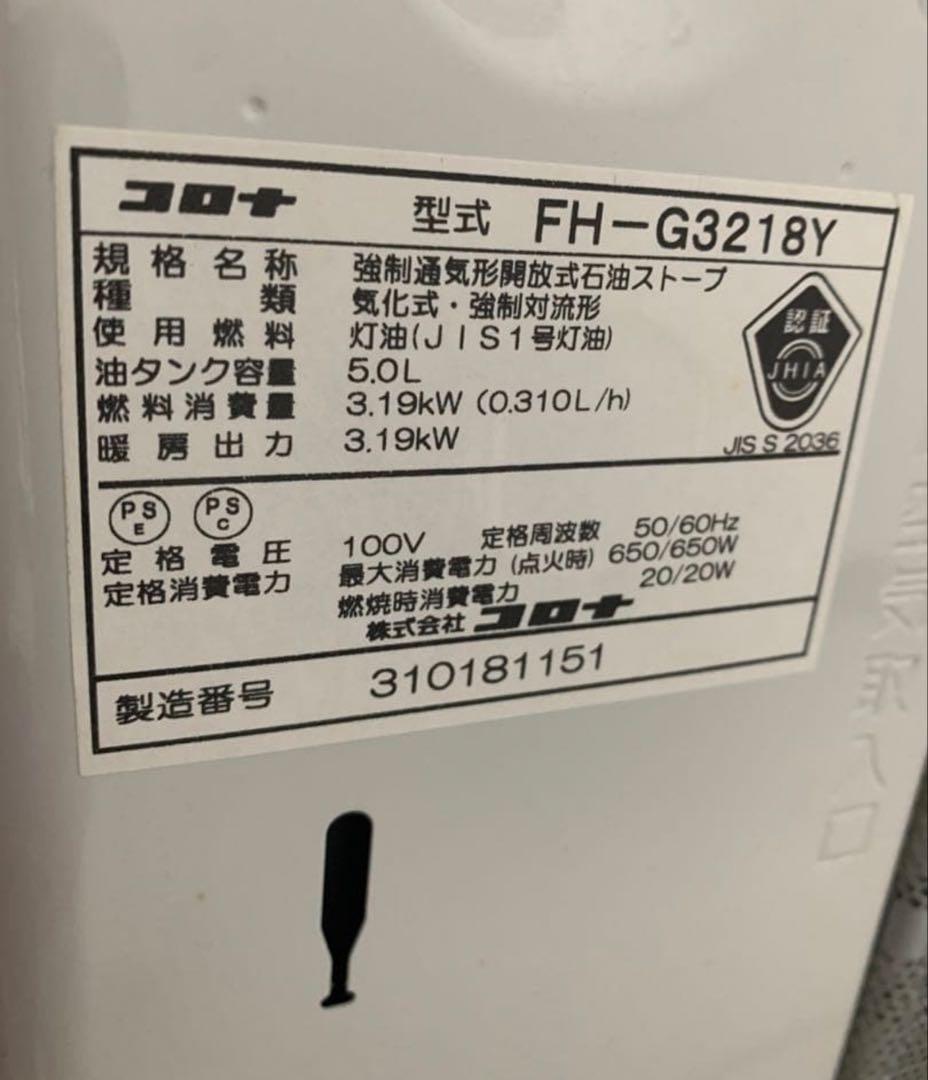 コロナ 型式 FH-G3218Y
規格名称 強制通気形開放式石油ストーブ
種類 気化式・強制対流形
使用燃料 灯油(JIS1号灯油)
油タンク容量 5.0L
燃料消費量 3.19kW (0.310L/h)
暖房出力 3.19kW
認証
JHIA
JIS S 2036
PS E PS C
定格電圧 100V 定格周波数 50/60Hz
定格消費電力 最大消費電力(点火時) 650/650W
燃焼時消費電力 20/20W
株式会社コロナ
製造番号 310181151